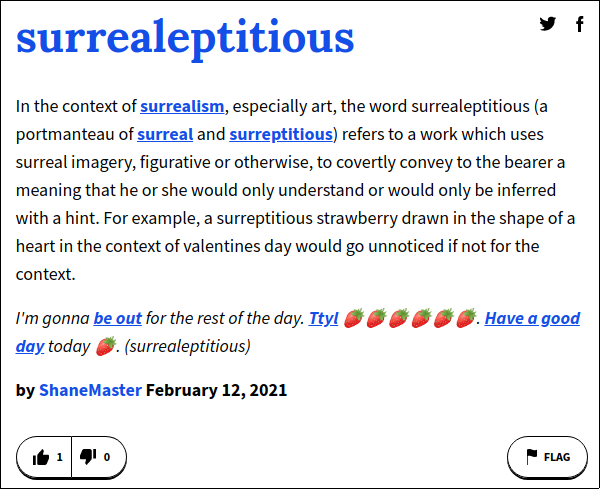 surrealeptitious
In the context of surrealism, especially art, the word surrealeptitious (a
portmanteau of surreal and surreptitious) refers to a work which uses
surreal imagery, figurative or otherwise, to covertly convey to the bearer a
meaning that he or she would only understand or would only be inferred
with a hint. For example, a surreptitious strawberry drawn in the shape of a
heart in the context of valentines day would go unnoticed if not for the
context.
I'm gonna be out for the rest of the day. Ttyl 🍓🍓🍓🍓🍓🍓. Have a good
day today 🍓. (surrealeptitious)
by ShaneMaster February 12, 2021
1 0 FLAG